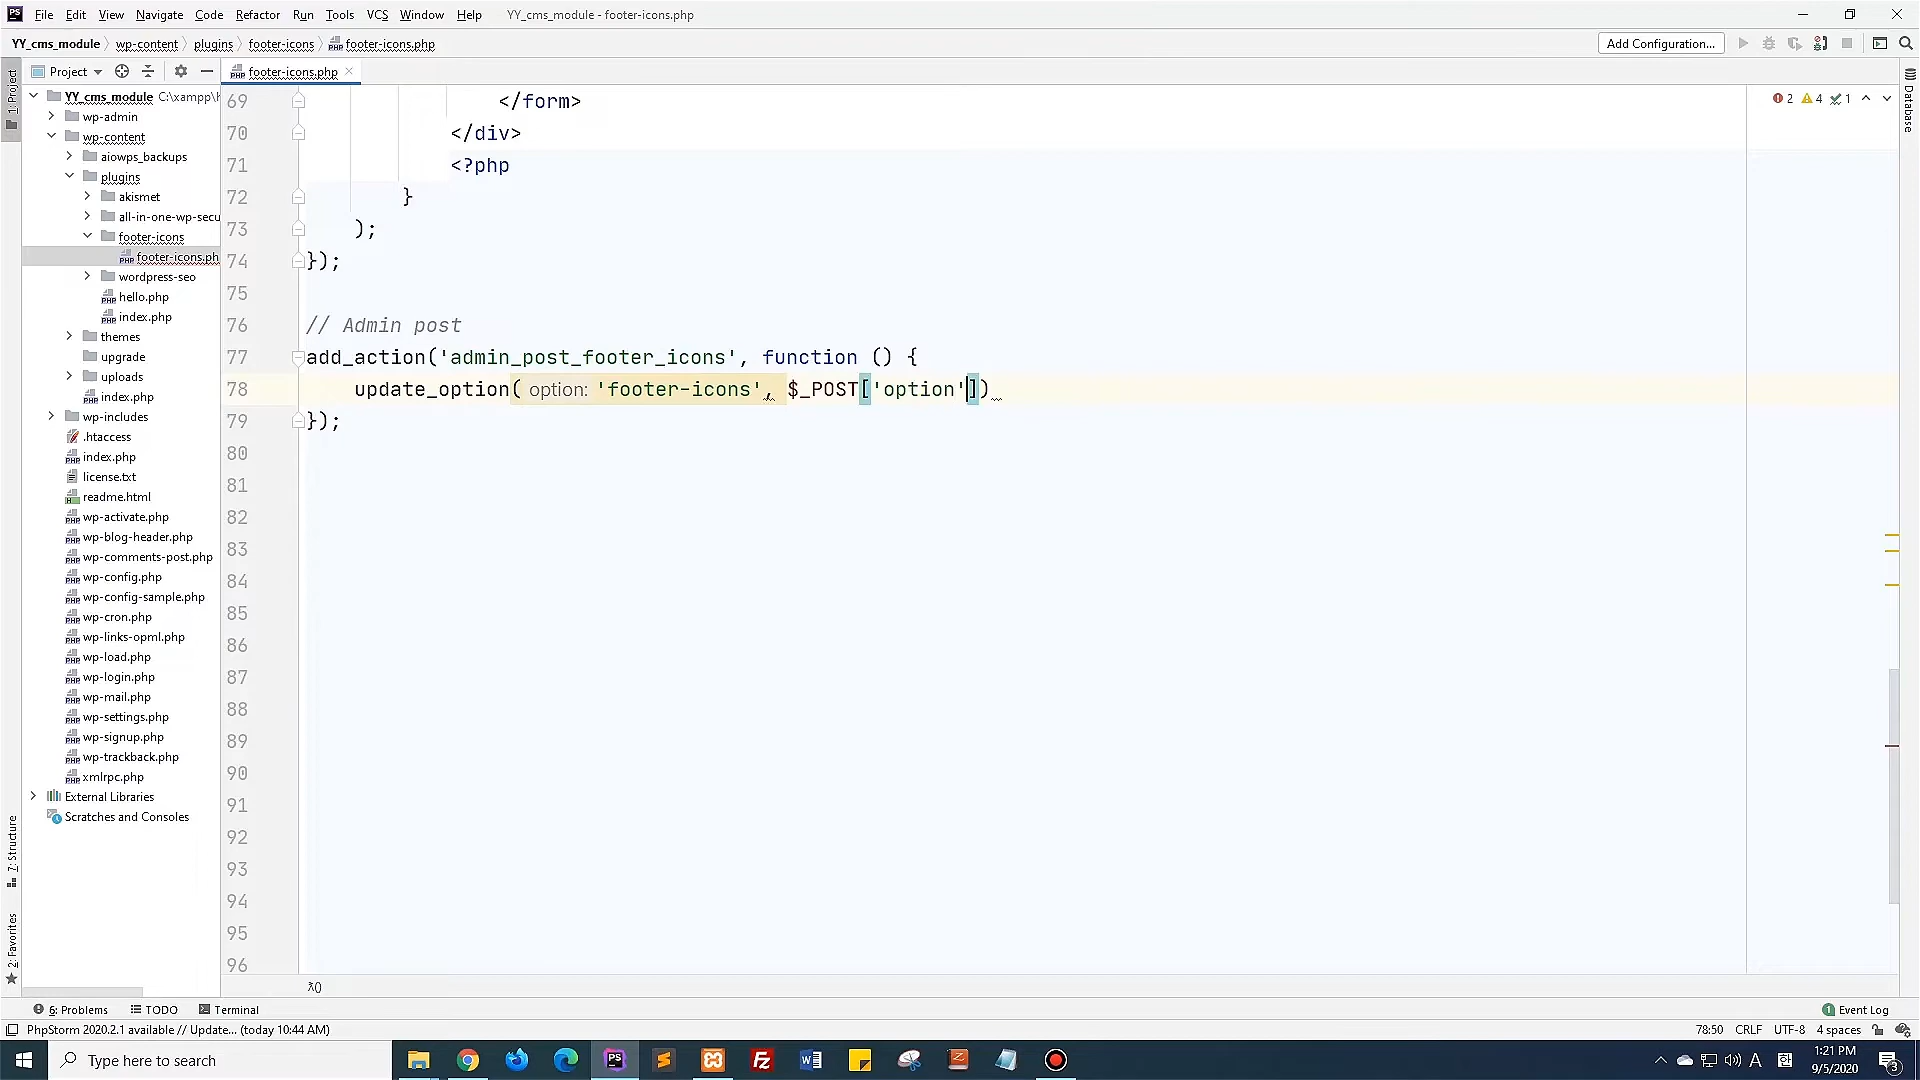 File Edit View Navigate Code Refactor Run Tools VCS Window Help YY_cms_module - footer-icons.php
YY_cms_module wp-content plugins footer-icons footer-icons.php Add Configuration...
Project footer-icons.php
1: Project
YY_cms_module C:\xampp\h
wp-admin
wp-content
aiowps_backups
plugins
akismet
all-in-one-wp-secu
footer-icons
footer-icons.ph
wordpress-seo
hello.php
index.php
themes
upgrade
uploads
index.php
wp-includes
.htaccess
index.php
license.txt
readme.html
wp-activate.php
wp-blog-header.php
wp-comments-post.php
wp-config.php
wp-config-sample.php
wp-cron.php
wp-links-opml.php
wp-load.php
wp-login.php
wp-mail.php
wp-settings.php
wp-signup.php
wp-trackback.php
xmlrpc.php
External Libraries
Scratches and Consoles
7: Structure
2: Favorites
69 </form>
70 </div>
71 <?php
72 }
73 );
74 });
75
76 // Admin post
77 add_action('admin_post_footer_icons', function () {
78 update_option( option: 'footer-icons', $_POST['option'])
79 });
80
81
82
83
84
85
86
87
88
89
90
91
92
93
94
95
96
2 4 1
Database
λ()
6: Problems TODO Terminal 1 Event Log
PhpStorm 2020.2.1 available // Update... (today 10:44 AM) 78:50 CRLF UTF-8 4 spaces
Type here to search
A
1:21 PM
9/5/2020
3